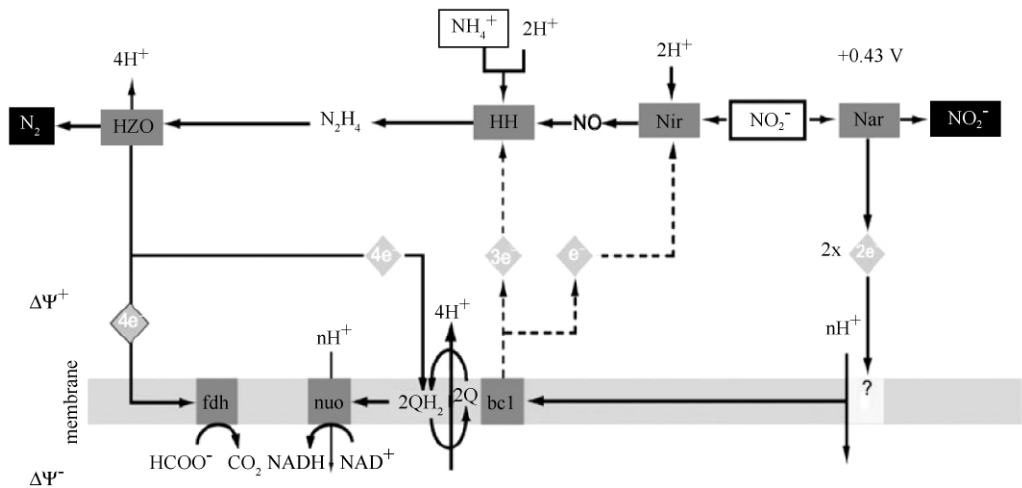 NH₄⁺
2H⁺
4H⁺
2H⁺
+0.43 V
N₂
HZO
N₂H₄
HH
NO
Nir
NO₂⁻
Nar
NO₂⁻
4e⁻
3e⁻
e⁻
2x
2e⁻
ΔΨ⁺
4e⁻
nH⁺
4H⁺
nH⁺
membrane
fdh
nuo
2QH₂
2Q
bc1
?
HCOO⁻
CO₂
NADH
NAD⁺
ΔΨ⁻